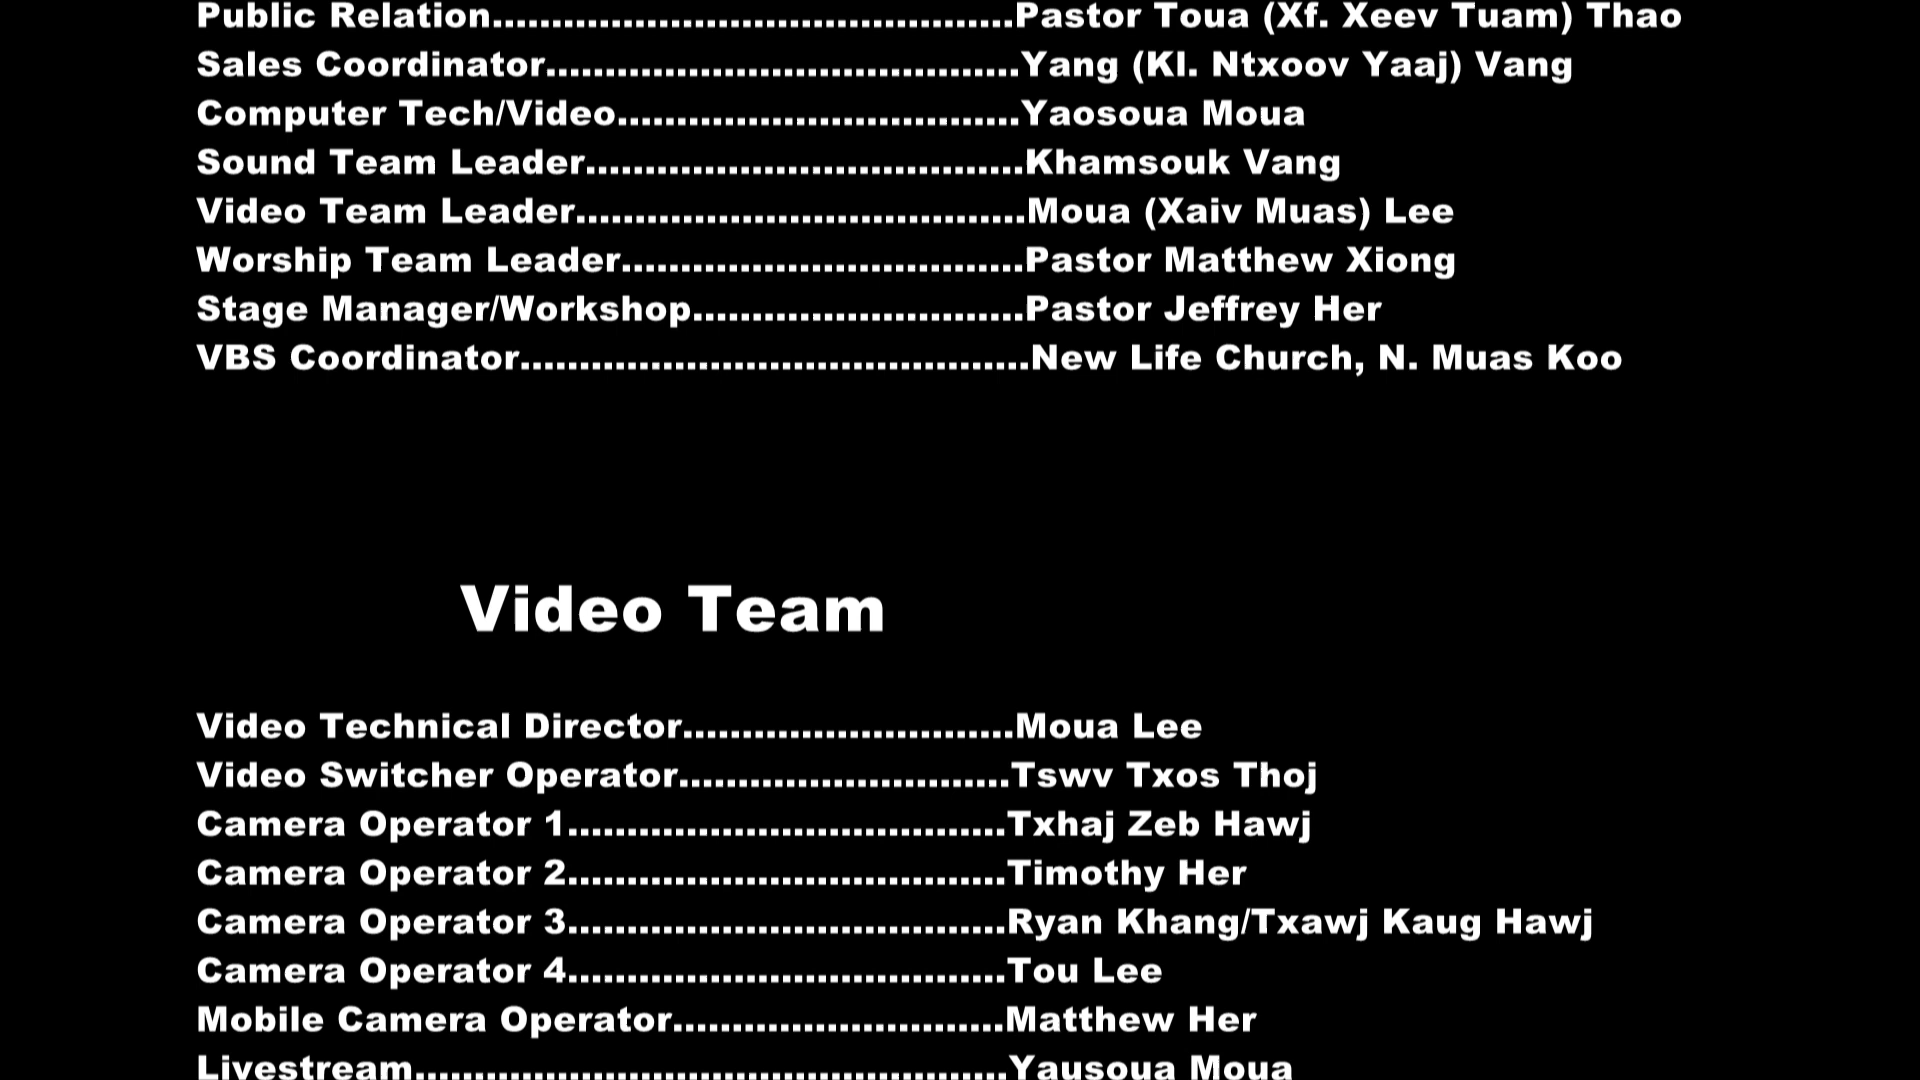 Public Relation............................................Pastor Toua (Xf. Xeev Tuam) Thao
Sales Coordinator........................................Yang (Kl. Ntxoov Yaaj) Vang
Computer Tech/Video..................................Yaosoua Moua
Sound Team Leader.....................................Khamsouk Vang
Video Team Leader......................................Moua (Xaiv Muas) Lee
Worship Team Leader..................................Pastor Matthew Xiong
Stage Manager/Workshop............................Pastor Jeffrey Her
VBS Coordinator...........................................New Life Church, N. Muas Koo
Video Team
Video Technical Director............................Moua Lee
Video Switcher Operator............................Tswv Txos Thoj
Camera Operator 1.....................................Txhaj Zeb Hawj
Camera Operator 2.....................................Timothy Her
Camera Operator 3.....................................Ryan Khang/Txawj Kaug Hawj
Camera Operator 4.....................................Tou Lee
Mobile Camera Operator............................Matthew Her
Livestream..................................................Yausoua Moua